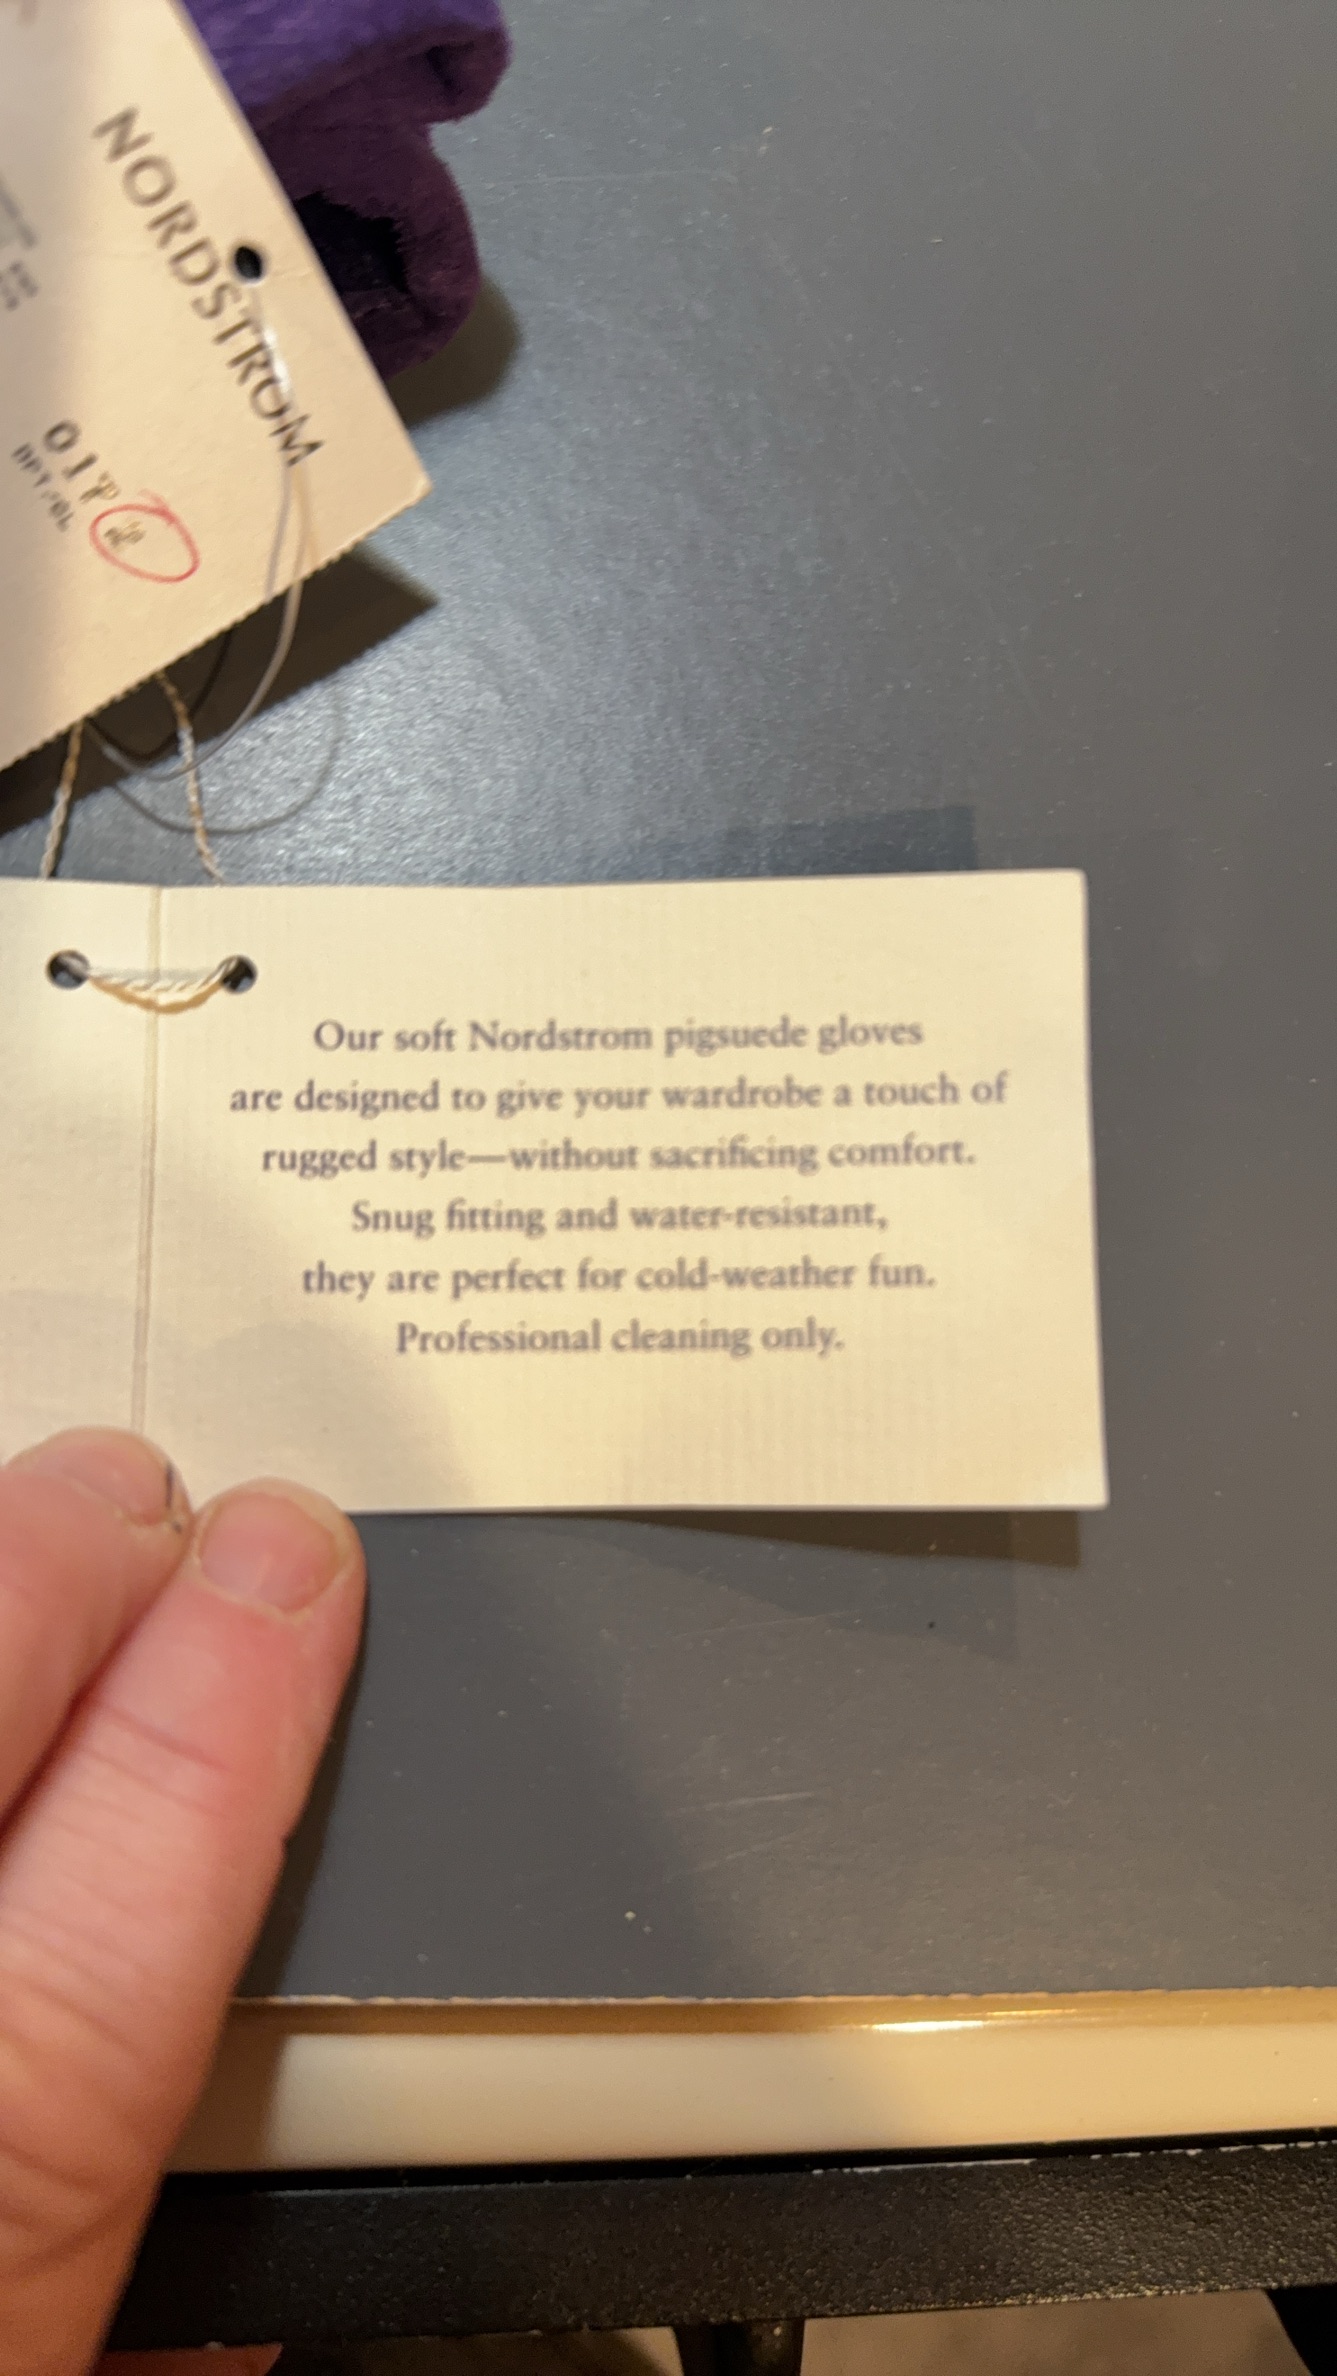 NORDSTROM
Our soft Nordstrom pigsuede gloves
are designed to give your wardrobe a touch of
rugged style—without sacrificing comfort.
Snug fitting and water-resistant,
they are perfect for cold-weather fun.
Professional cleaning only.